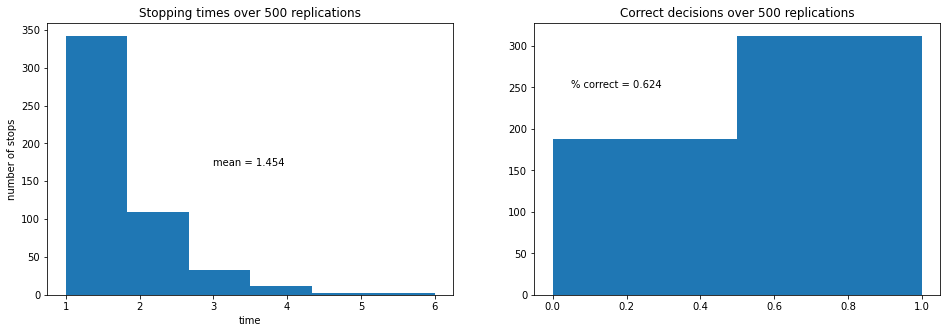 Stopping times over 500 replications
350
300
250
200
150
100
50
0
number of stops
mean = 1.454
1 2 3 4 5 6
time
Correct decisions over 500 replications
300
250
200
150
100
50
0
% correct = 0.624
0.0 0.2 0.4 0.6 0.8 1.0